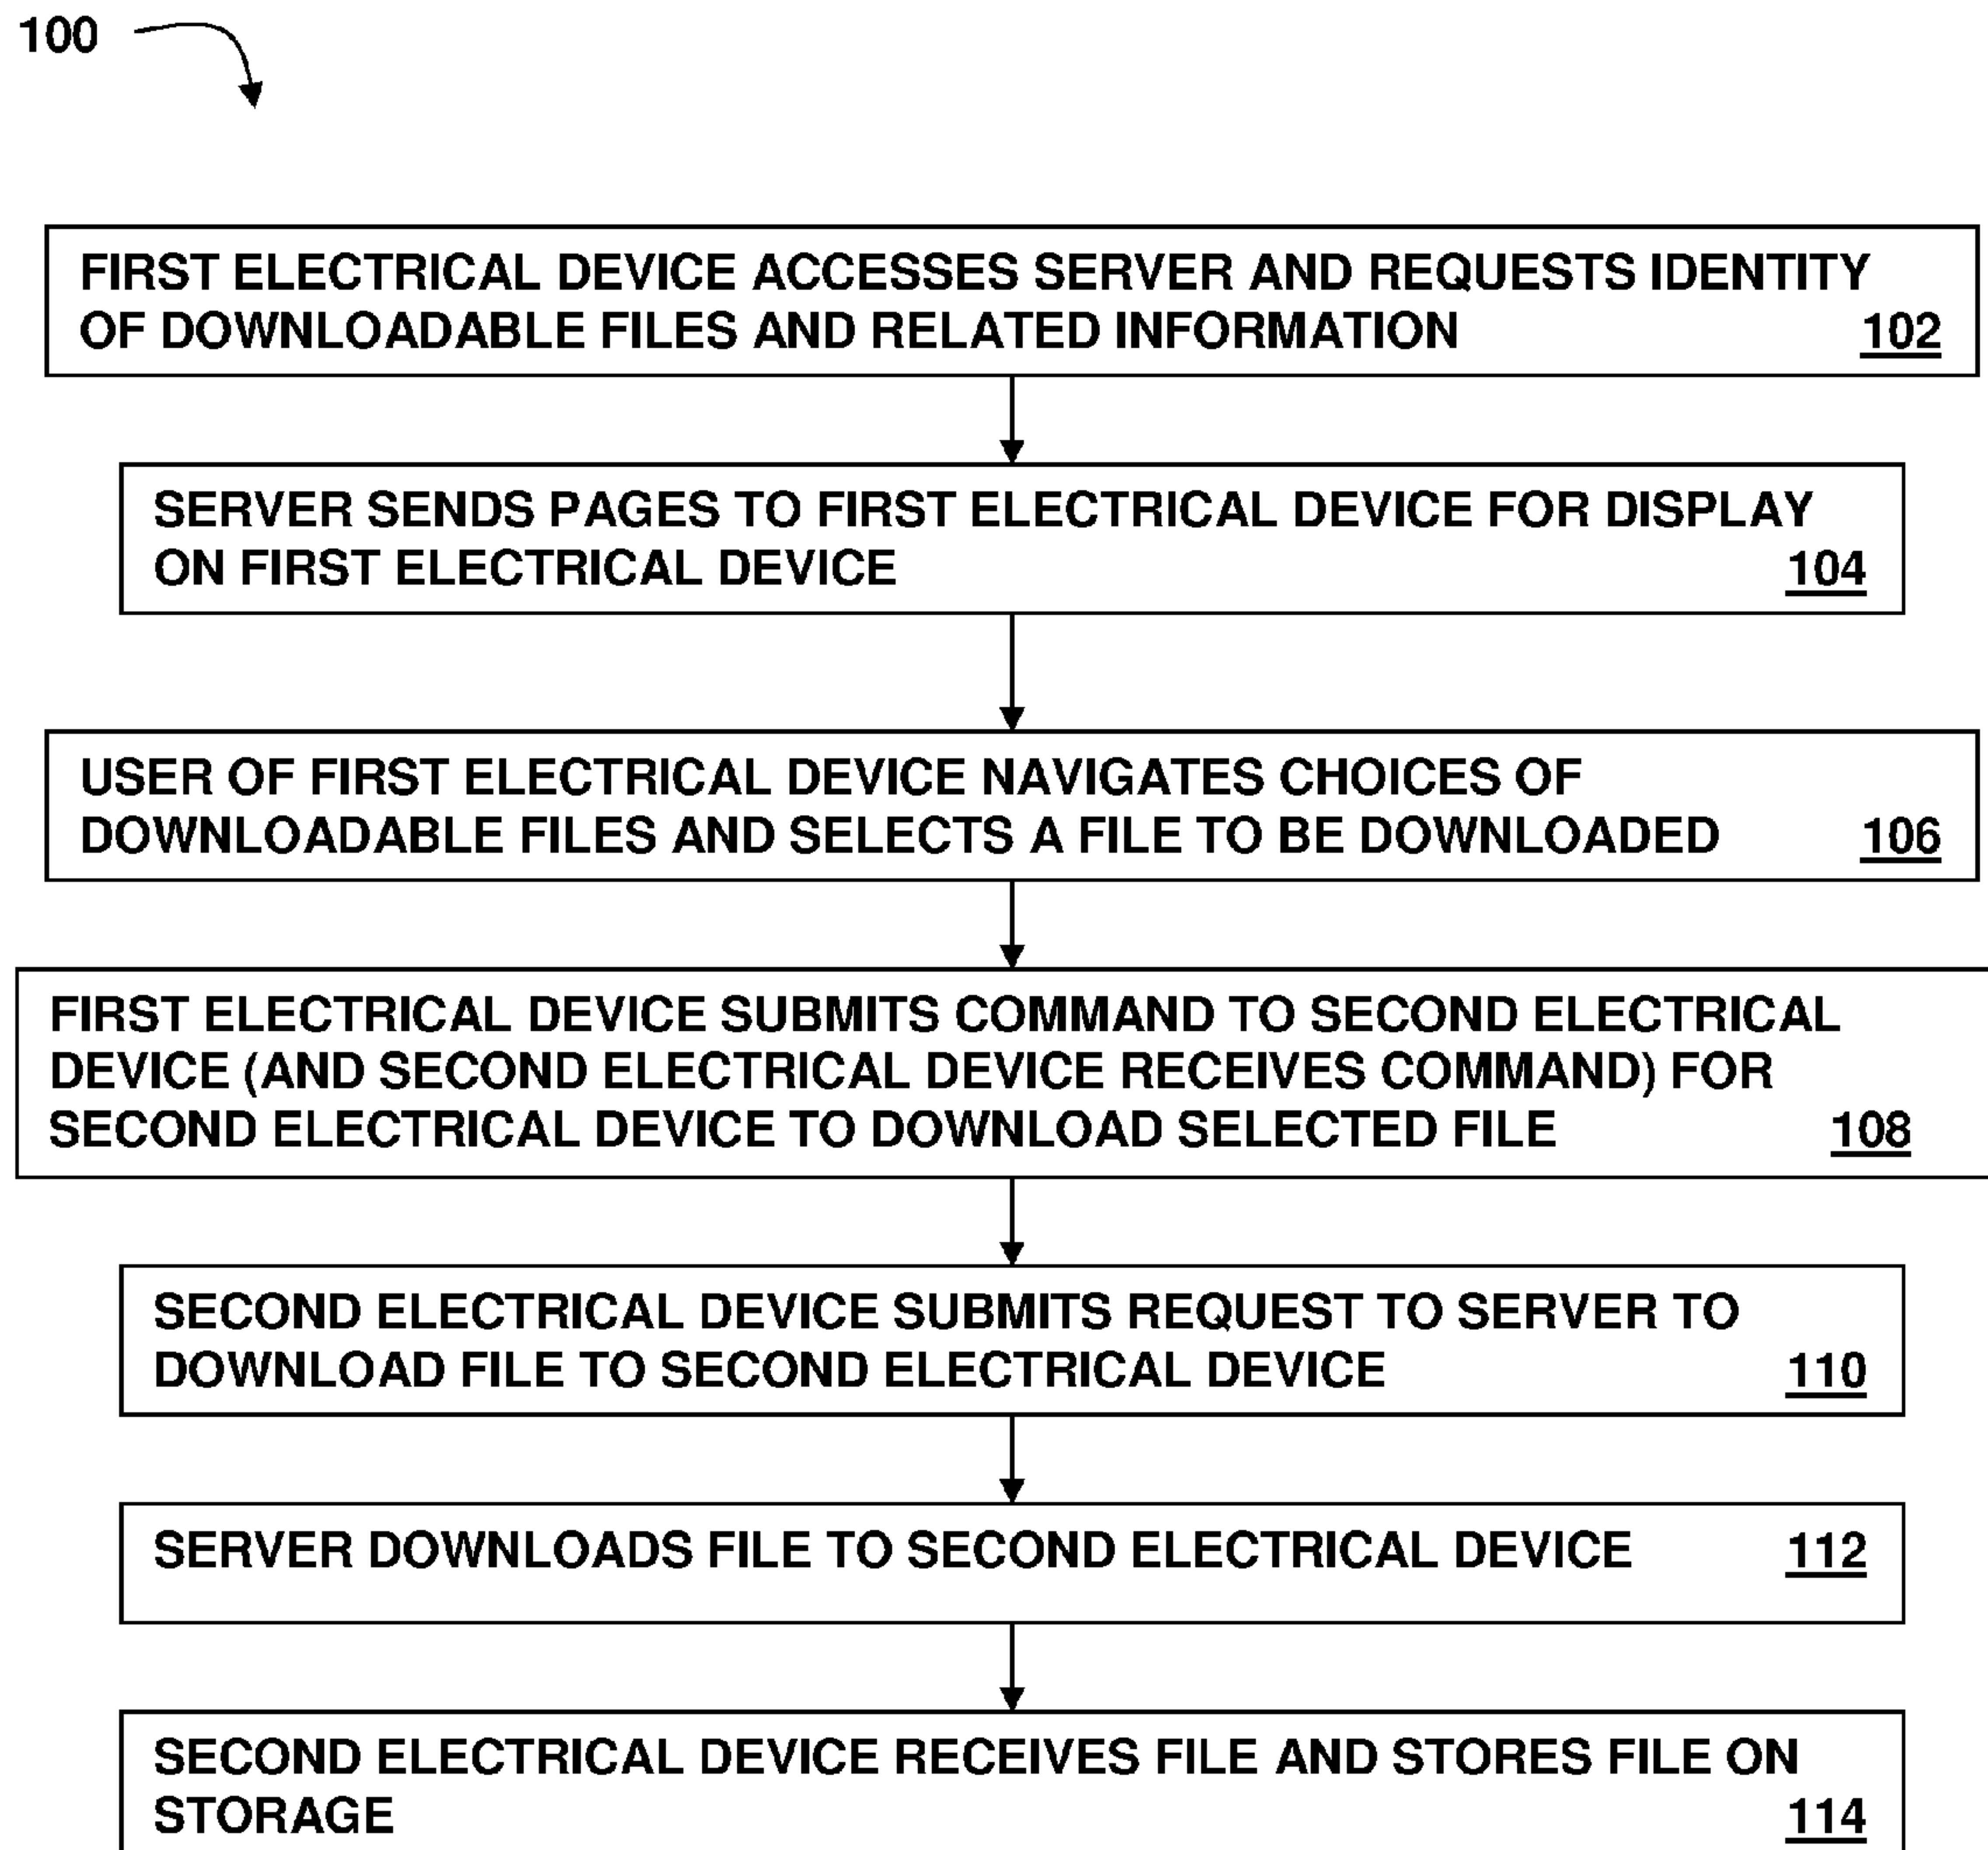 100
FIRST ELECTRICAL DEVICE ACCESSES SERVER AND REQUESTS IDENTITY
OF DOWNLOADABLE FILES AND RELATED INFORMATION 102
SERVER SENDS PAGES TO FIRST ELECTRICAL DEVICE FOR DISPLAY
ON FIRST ELECTRICAL DEVICE 104
USER OF FIRST ELECTRICAL DEVICE NAVIGATES CHOICES OF
DOWNLOADABLE FILES AND SELECTS A FILE TO BE DOWNLOADED 106
FIRST ELECTRICAL DEVICE SUBMITS COMMAND TO SECOND ELECTRICAL
DEVICE (AND SECOND ELECTRICAL DEVICE RECEIVES COMMAND) FOR
SECOND ELECTRICAL DEVICE TO DOWNLOAD SELECTED FILE 108
SECOND ELECTRICAL DEVICE SUBMITS REQUEST TO SERVER TO
DOWNLOAD FILE TO SECOND ELECTRICAL DEVICE 110
SERVER DOWNLOADS FILE TO SECOND ELECTRICAL DEVICE 112
SECOND ELECTRICAL DEVICE RECEIVES FILE AND STORES FILE ON
STORAGE 114